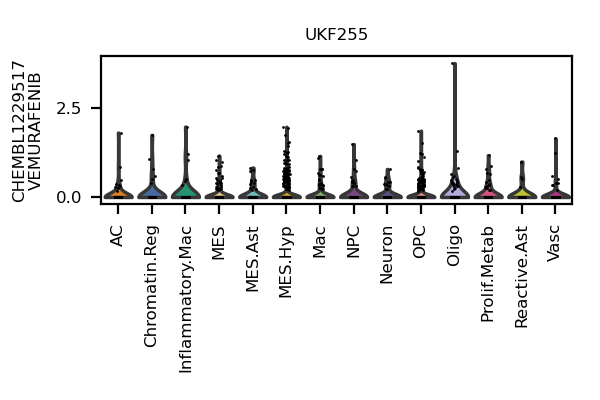 UKF255
CHEMBL1229517
VEMURAFENIB
2.5
0.0
AC
Chromatin.Reg
Inflammatory.Mac
MES
MES.Ast
MES.Hyp
Mac
NPC
Neuron
OPC
Oligo
Prolif.Metab
Reactive.Ast
Vasc